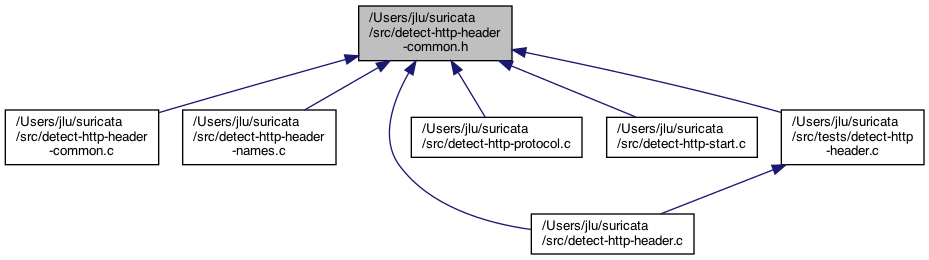 /Users/jlu/suricata
/src/detect-http-header
-common.h
/Users/jlu/suricata
/src/detect-http-header
-common.c
/Users/jlu/suricata
/src/detect-http-header
-names.c
/Users/jlu/suricata
/src/detect-http-protocol.c
/Users/jlu/suricata
/src/detect-http-start.c
/Users/jlu/suricata
/src/tests/detect-http
-header.c
/Users/jlu/suricata
/src/detect-http-header.c